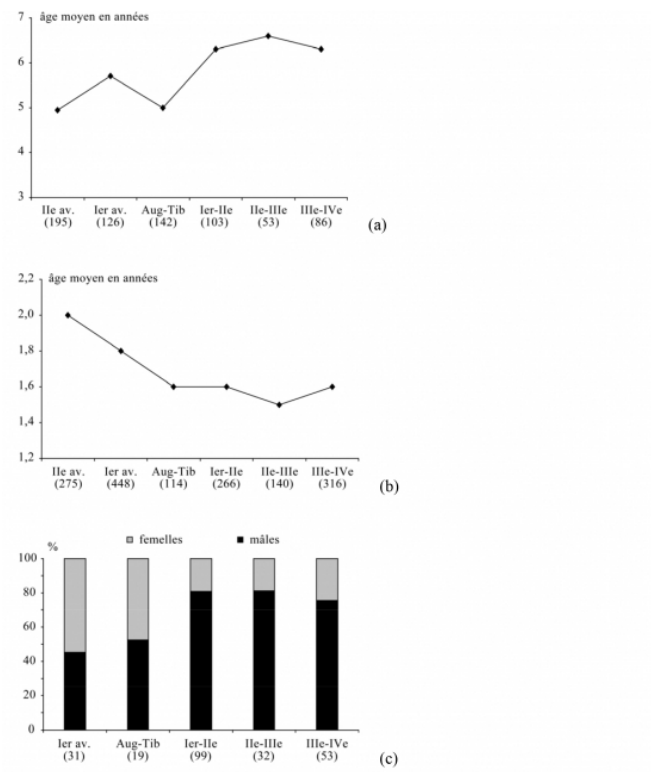 7 âge moyen en années
6
5
4
3
IIe av. Ier av. Aug-Tib Ier-IIe IIe-IIIe IIIe-IVe
(195) (126) (142) (103) (53) (86)
(a)
2,2 âge moyen en années
2,0
1,8
1,6
1,4
1,2
IIe av. Ier av. Aug-Tib Ier-IIe IIe-IIIe IIIe-IVe
(275) (448) (114) (266) (140) (316)
(b)
% femelles mâles
100
80
60
40
20
0
Ier av. Aug-Tib Ier-IIe IIe-IIIe IIIe-IVe
(31) (19) (99) (32) (53)
(c)